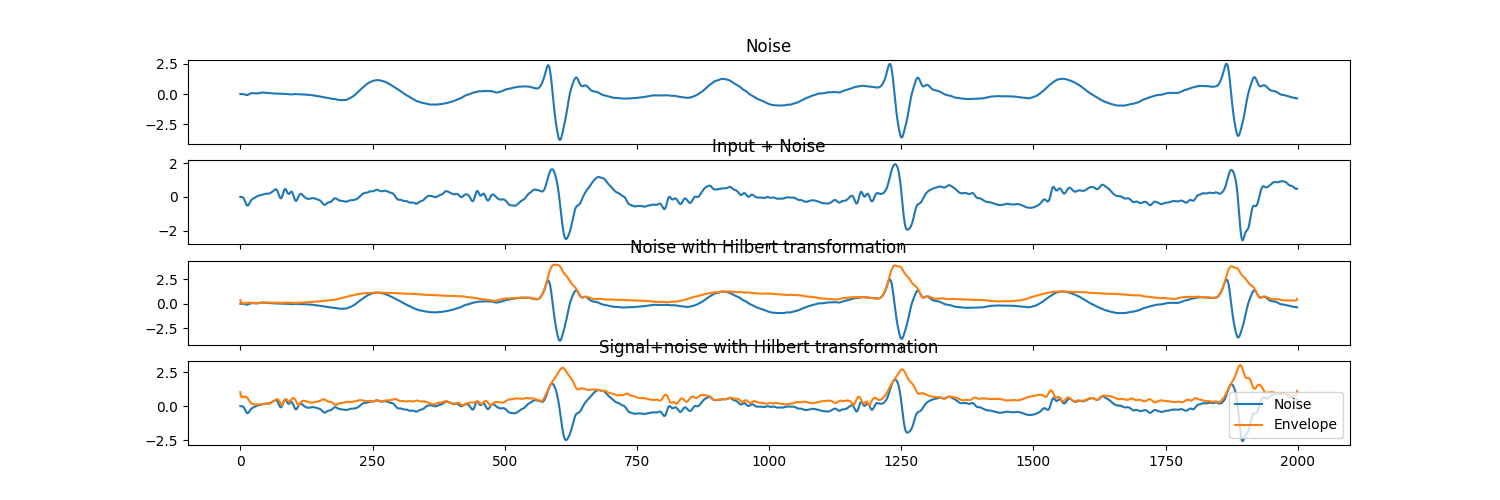 Noise
2.5
0.0
−2.5
Input + Noise
2
0
−2
Noise with Hilbert transformation
2.5
0.0
−2.5
Signal+noise with Hilbert transformation
2.5
0.0
−2.5
Noise
Envelope
0 250 500 750 1000 1250 1500 1750 2000